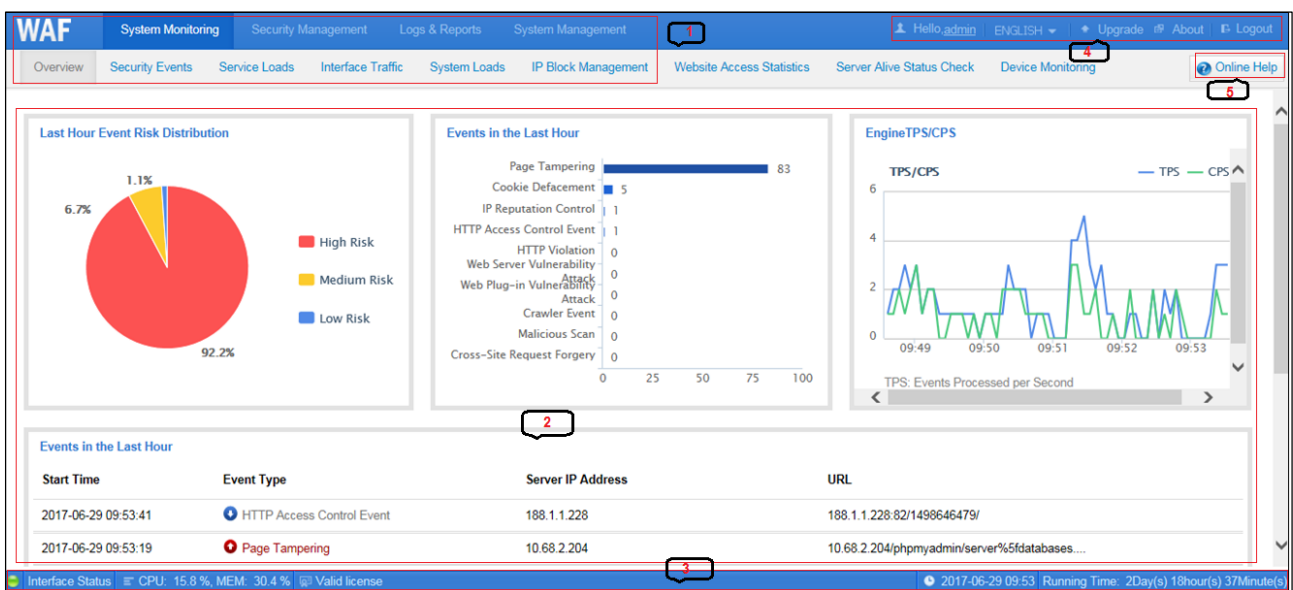 WAF System Monitoring Security Management Logs & Reports System Management 1 Hello,admin ENGLISH Upgrade About Logout
4
Overview Security Events Service Loads Interface Traffic System Loads IP Block Management Website Access Statistics Server Alive Status Check Device Monitoring Online Help
5
Last Hour Event Risk Distribution
1.1%
6.7%
92.2%
High Risk
Medium Risk
Low Risk
Events in the Last Hour
Page Tampering 83
Cookie Defacement 5
IP Reputation Control 1
HTTP Access Control Event 1
HTTP Violation 0
Web Server Vulnerability
Attack 0
Web Plug-in Vulnerability
Attack 0
Crawler Event 0
Malicious Scan 0
Cross-Site Request Forgery 0
0 25 50 75 100
EngineTPS/CPS
TPS/CPS TPS CPS
6
4
2
0
09:49 09:50 09:51 09:52 09:53
TPS: Events Processed per Second
2
Events in the Last Hour
Start Time Event Type Server IP Address URL
2017-06-29 09:53:41 HTTP Access Control Event 188.1.1.228 188.1.1.228:82/1498646479/
2017-06-29 09:53:19 Page Tampering 10.68.2.204 10.68.2.204/phpmyadmin/server%5fdatabases....
3
Interface Status CPU: 15.8 %, MEM: 30.4 % Valid license 2017-06-29 09:53 Running Time: 2Day(s) 18hour(s) 37Minute(s)